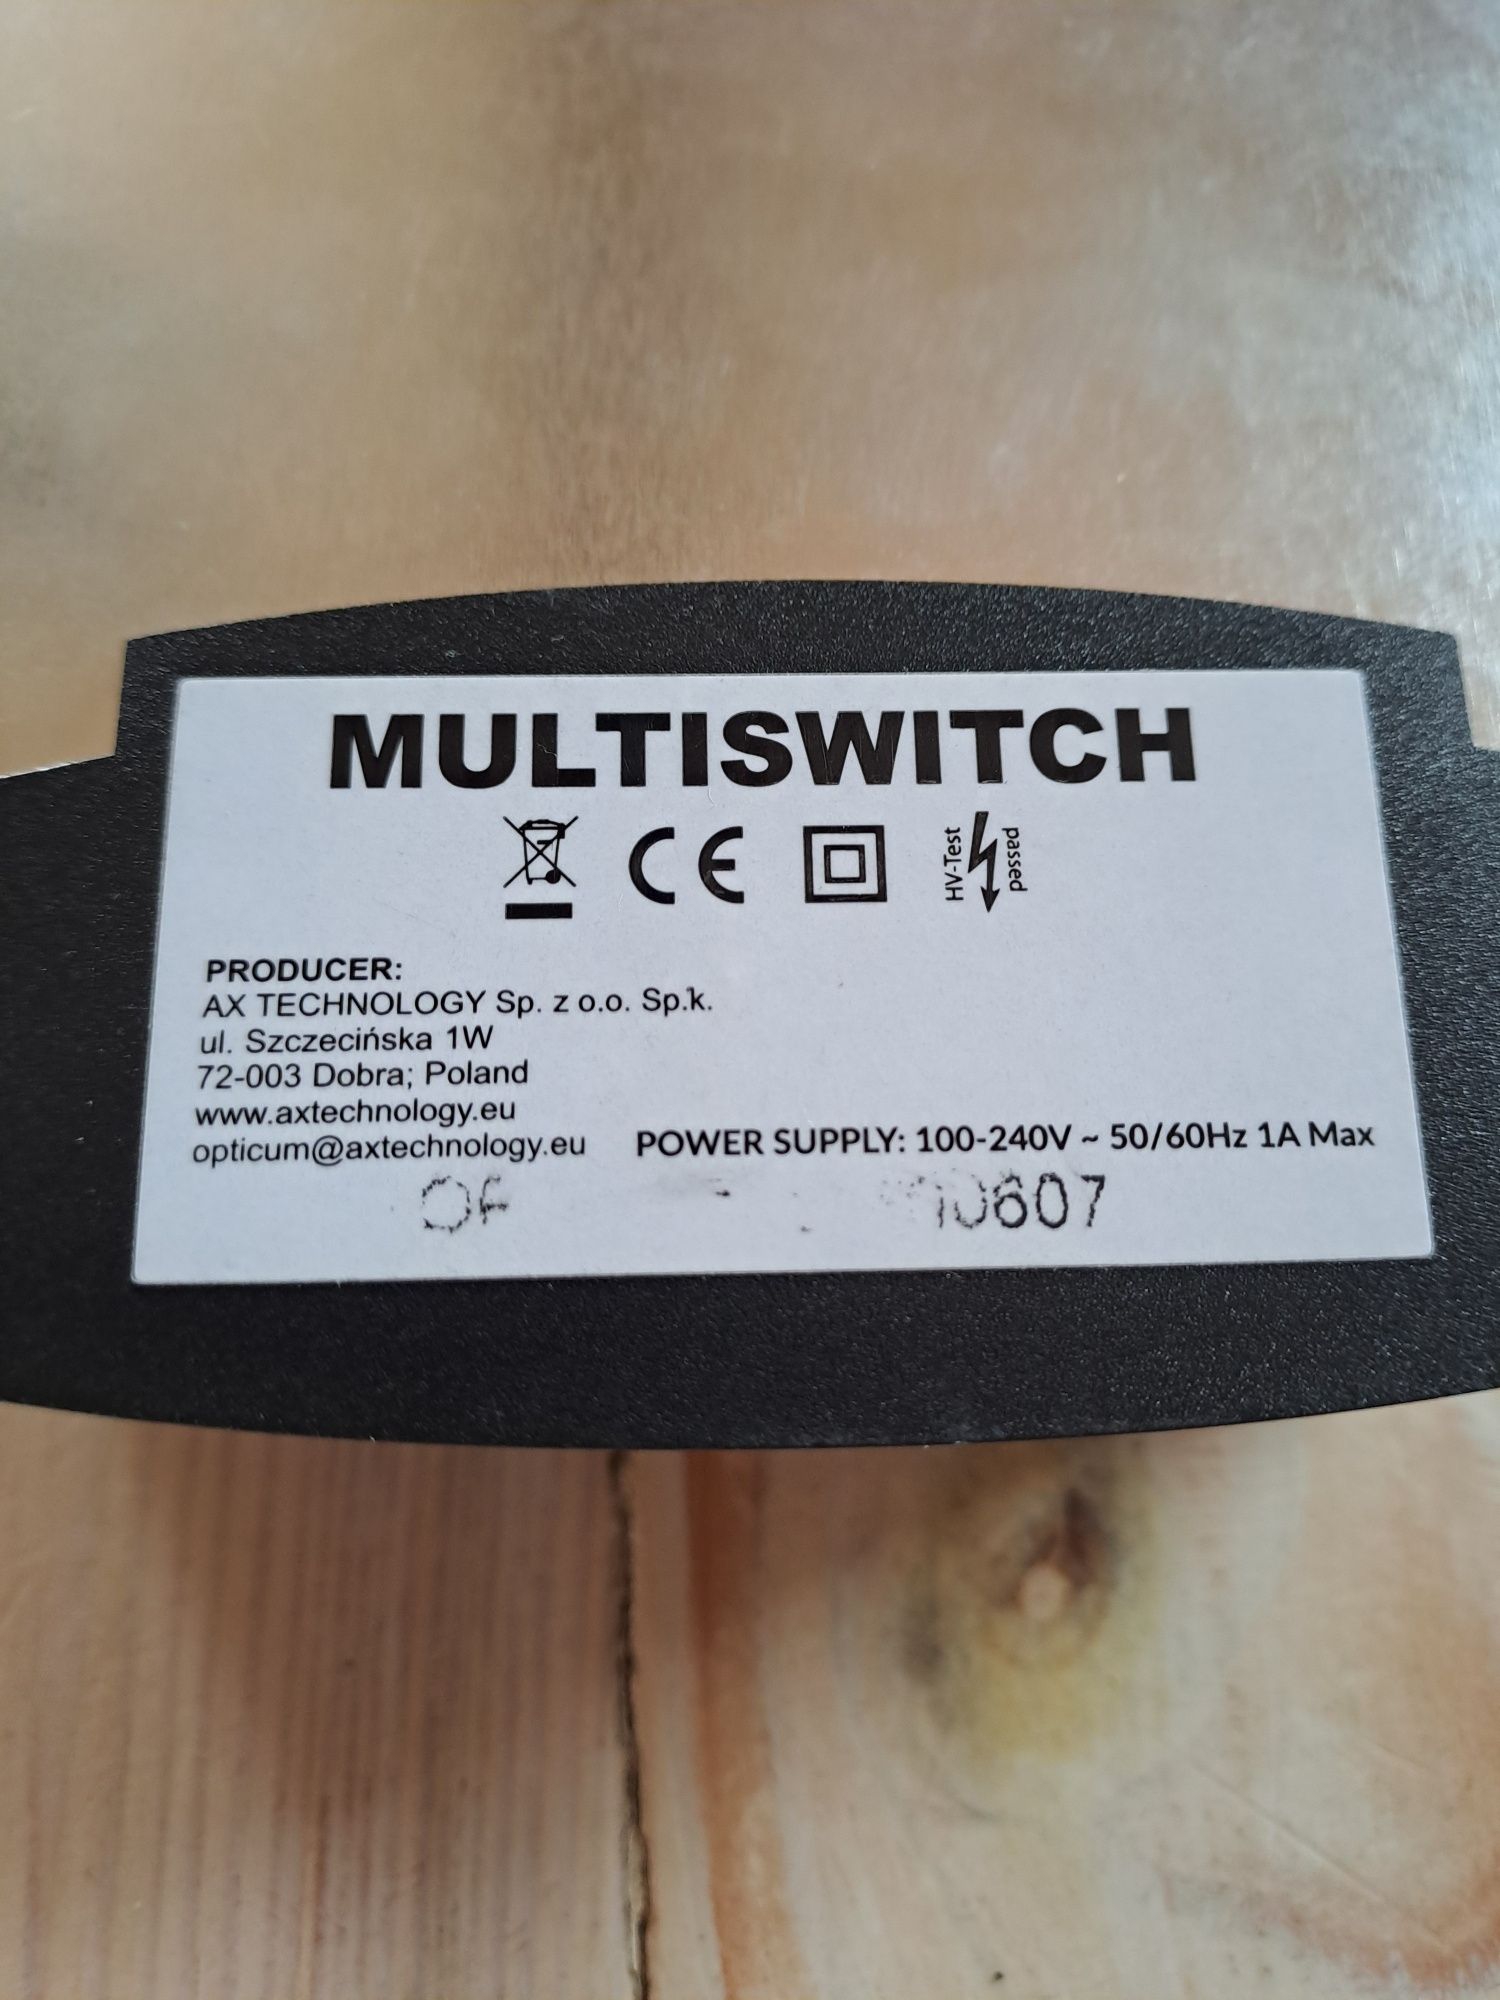 MULTISWITCH
CE
HV-Test passed
PRODUCER:
AX TECHNOLOGY Sp. z o.o. Sp.k.
ul. Szczecińska 1W
72-003 Dobra; Poland
www.axtechnology.eu
opticum@axtechnology.eu
POWER SUPPLY: 100-240V ~ 50/60Hz 1A Max